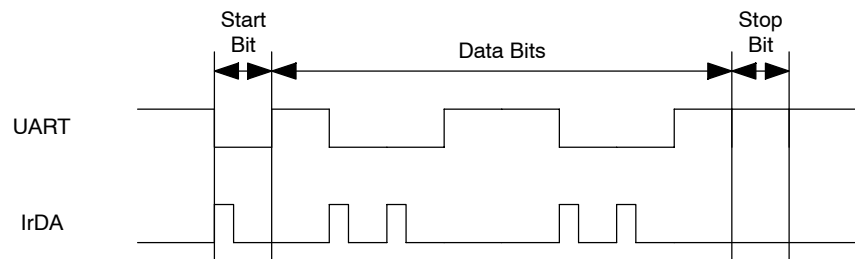 Start
Bit
Data Bits
Stop
Bit
UART
IrDA